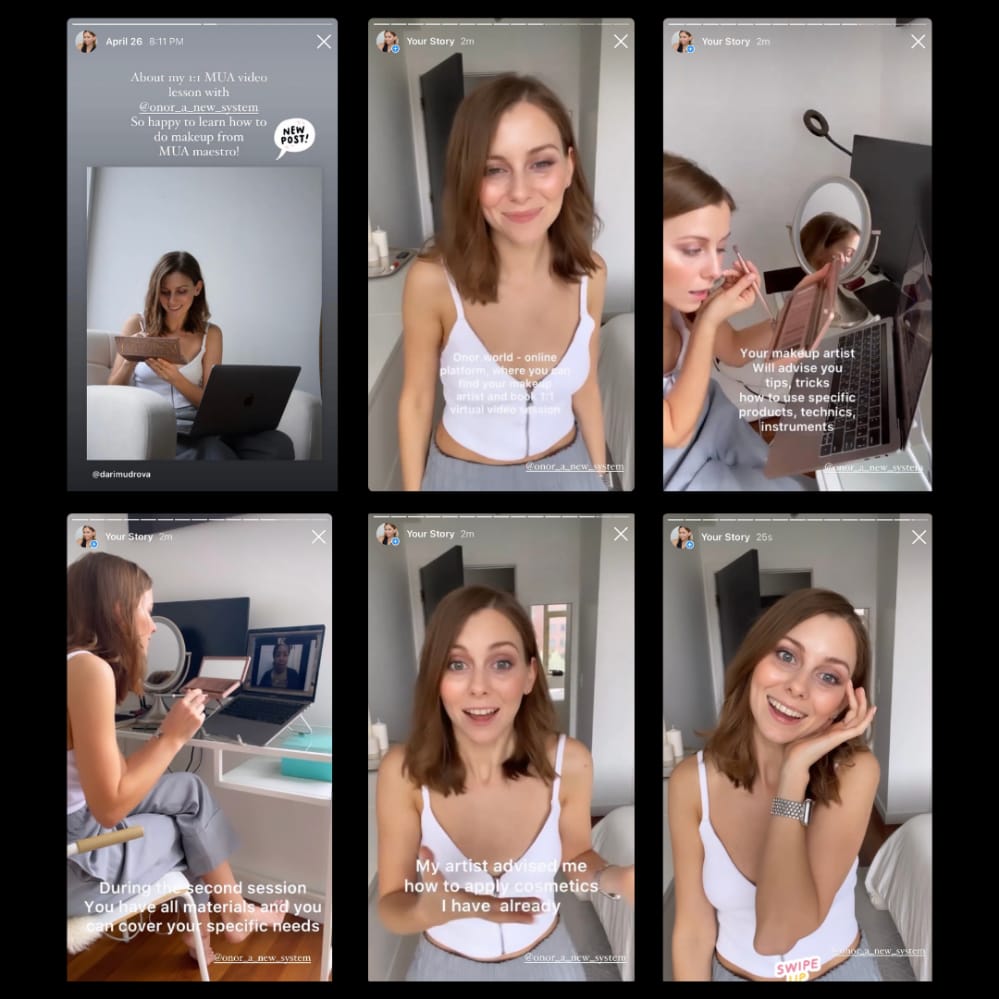 April 26 8:11 PM
About my 1:1 MUA video
lesson with
@onor_a_new_system
So happy to learn how to
do makeup from
MUA maestro!
NEW
POST!
@darimudrova
Your Story 2m
Onor world - online
platform, where you can
find your makeup
artist and book 1:1
virtual video session
@onor_a_new_system
Your Story 2m
Your makeup artist
Will advise you
tips, tricks
how to use specific
products, technics,
instruments
@onor_a_new_system
Your Story 2m
During the second session
You have all materials and you
can cover your specific needs
@onor_a_new_system
Your Story 2m
My artist advised me
how to apply cosmetics
I have already
@onor_a_new_system
Your Story 25s
@onor_a_new_system
SWIPE
UP